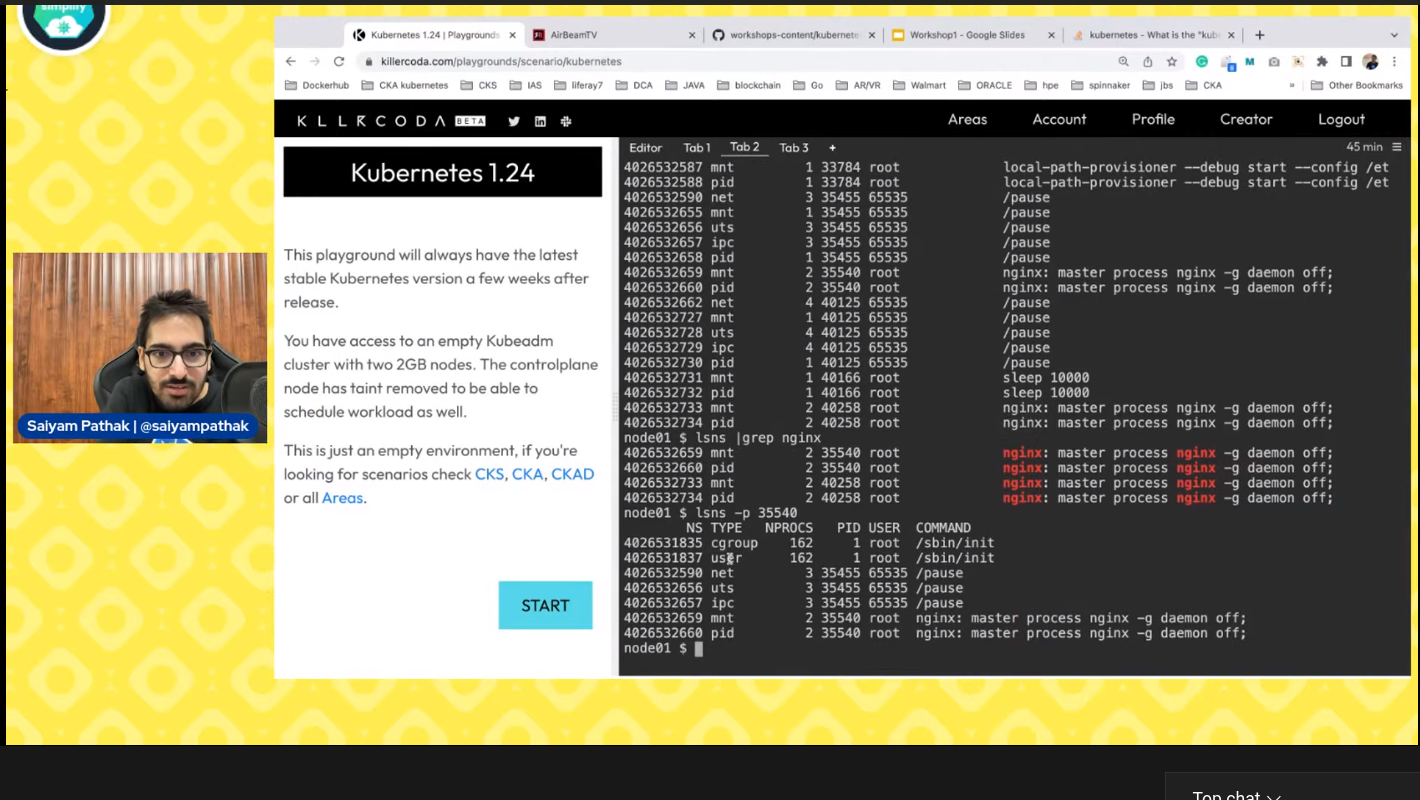 simplify
Kubernetes 1.24 | Playgrounds
AirBeamTV
workshops-content/kubernete
Workshop1 - Google Slides
kubernetes - What is the "kub
killercoda.com/playgrounds/scenario/kubernetes
Dockerhub CKA kubernetes CKS IAS liferay7 DCA JAVA blockchain Go AR/VR Walmart ORACLE hpe spinnaker jbs CKA » Other Bookmarks
KLLRCODA BETA
Areas Account Profile Creator Logout
Kubernetes 1.24
This playground will always have the latest
stable Kubernetes version a few weeks after
release.
You have access to an empty Kubeadm
cluster with two 2GB nodes. The controlplane
node has taint removed to be able to
schedule workload as well.
This is just an empty environment, if you're
looking for scenarios check CKS, CKA, CKAD
or all Areas.
START
Editor Tab 1 Tab 2 Tab 3 + 45 min
4026532587 mnt 1 33784 root local-path-provisioner --debug start --config /et
4026532588 pid 1 33784 root local-path-provisioner --debug start --config /et
4026532590 net 3 35455 65535 /pause
4026532655 mnt 1 35455 65535 /pause
4026532656 uts 3 35455 65535 /pause
4026532657 ipc 3 35455 65535 /pause
4026532658 pid 1 35455 65535 /pause
4026532659 mnt 2 35540 root nginx: master process nginx -g daemon off;
4026532660 pid 2 35540 root nginx: master process nginx -g daemon off;
4026532662 net 4 40125 65535 /pause
4026532727 mnt 1 40125 65535 /pause
4026532728 uts 4 40125 65535 /pause
4026532729 ipc 4 40125 65535 /pause
4026532730 pid 1 40125 65535 /pause
4026532731 mnt 1 40166 root sleep 10000
4026532732 pid 1 40166 root sleep 10000
4026532733 mnt 2 40258 root nginx: master process nginx -g daemon off;
4026532734 pid 2 40258 root nginx: master process nginx -g daemon off;
node01 $ lsns |grep nginx
4026532659 mnt 2 35540 root nginx: master process nginx -g daemon off;
4026532660 pid 2 35540 root nginx: master process nginx -g daemon off;
4026532733 mnt 2 40258 root nginx: master process nginx -g daemon off;
4026532734 pid 2 40258 root nginx: master process nginx -g daemon off;
node01 $ lsns -p 35540
NS TYPE NPROCS PID USER COMMAND
4026531835 cgroup 162 1 root /sbin/init
4026531837 user 162 1 root /sbin/init
4026532590 net 3 35455 65535 /pause
4026532656 uts 3 35455 65535 /pause
4026532657 ipc 3 35455 65535 /pause
4026532659 mnt 2 35540 root nginx: master process nginx -g daemon off;
4026532660 pid 2 35540 root nginx: master process nginx -g daemon off;
node01 $
Saiyam Pathak | @saiyampathak
Top chat